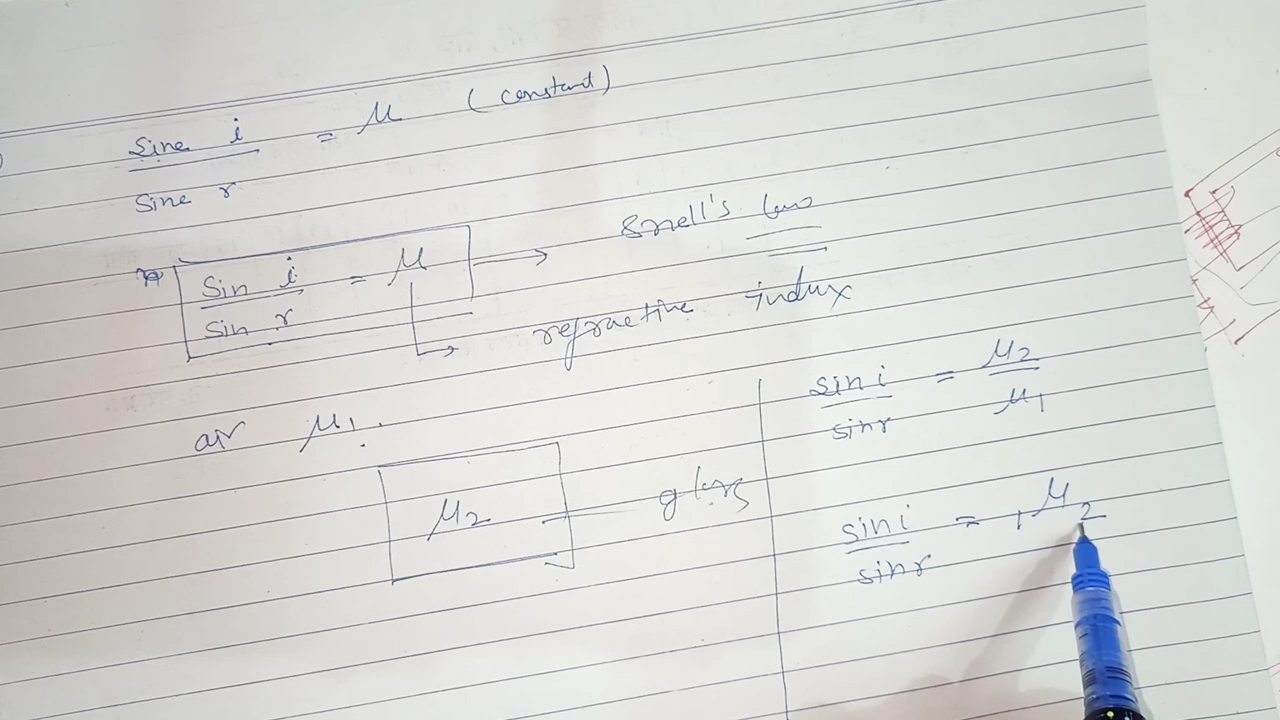 Sine i / Sine r = μ (constant)
Sin i / Sin r = μ → Snell's law
refractive index
air μ1.
μ2 glass
sin i / sin r = μ2 / μ1
sin i / sin r = 1μ2